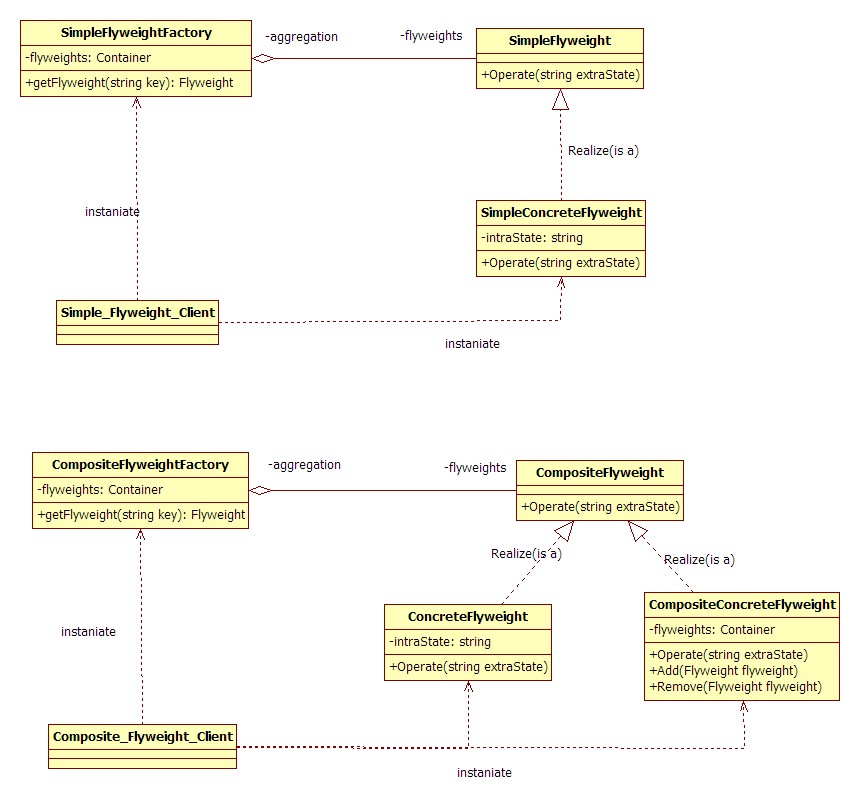 SimpleFlyweightFactory
-flyweights: Container
+getFlyweight(string key): Flyweight
-aggregation
-flyweights
SimpleFlyweight
+Operate(string extraState)
Realize(is a)
instaniate
SimpleConcreteFlyweight
-intraState: string
+Operate(string extraState)
Simple_Flyweight_Client
instaniate
CompositeFlyweightFactory
-flyweights: Container
+getFlyweight(string key): Flyweight
-aggregation
-flyweights
CompositeFlyweight
+Operate(string extraState)
Realize(is a)
Realize(is a)
instaniate
ConcreteFlyweight
-intraState: string
+Operate(string extraState)
CompositeConcreteFlyweight
-flyweights: Container
+Operate(string extraState)
+Add(Flyweight flyweight)
+Remove(Flyweight flyweight)
Composite_Flyweight_Client
instaniate